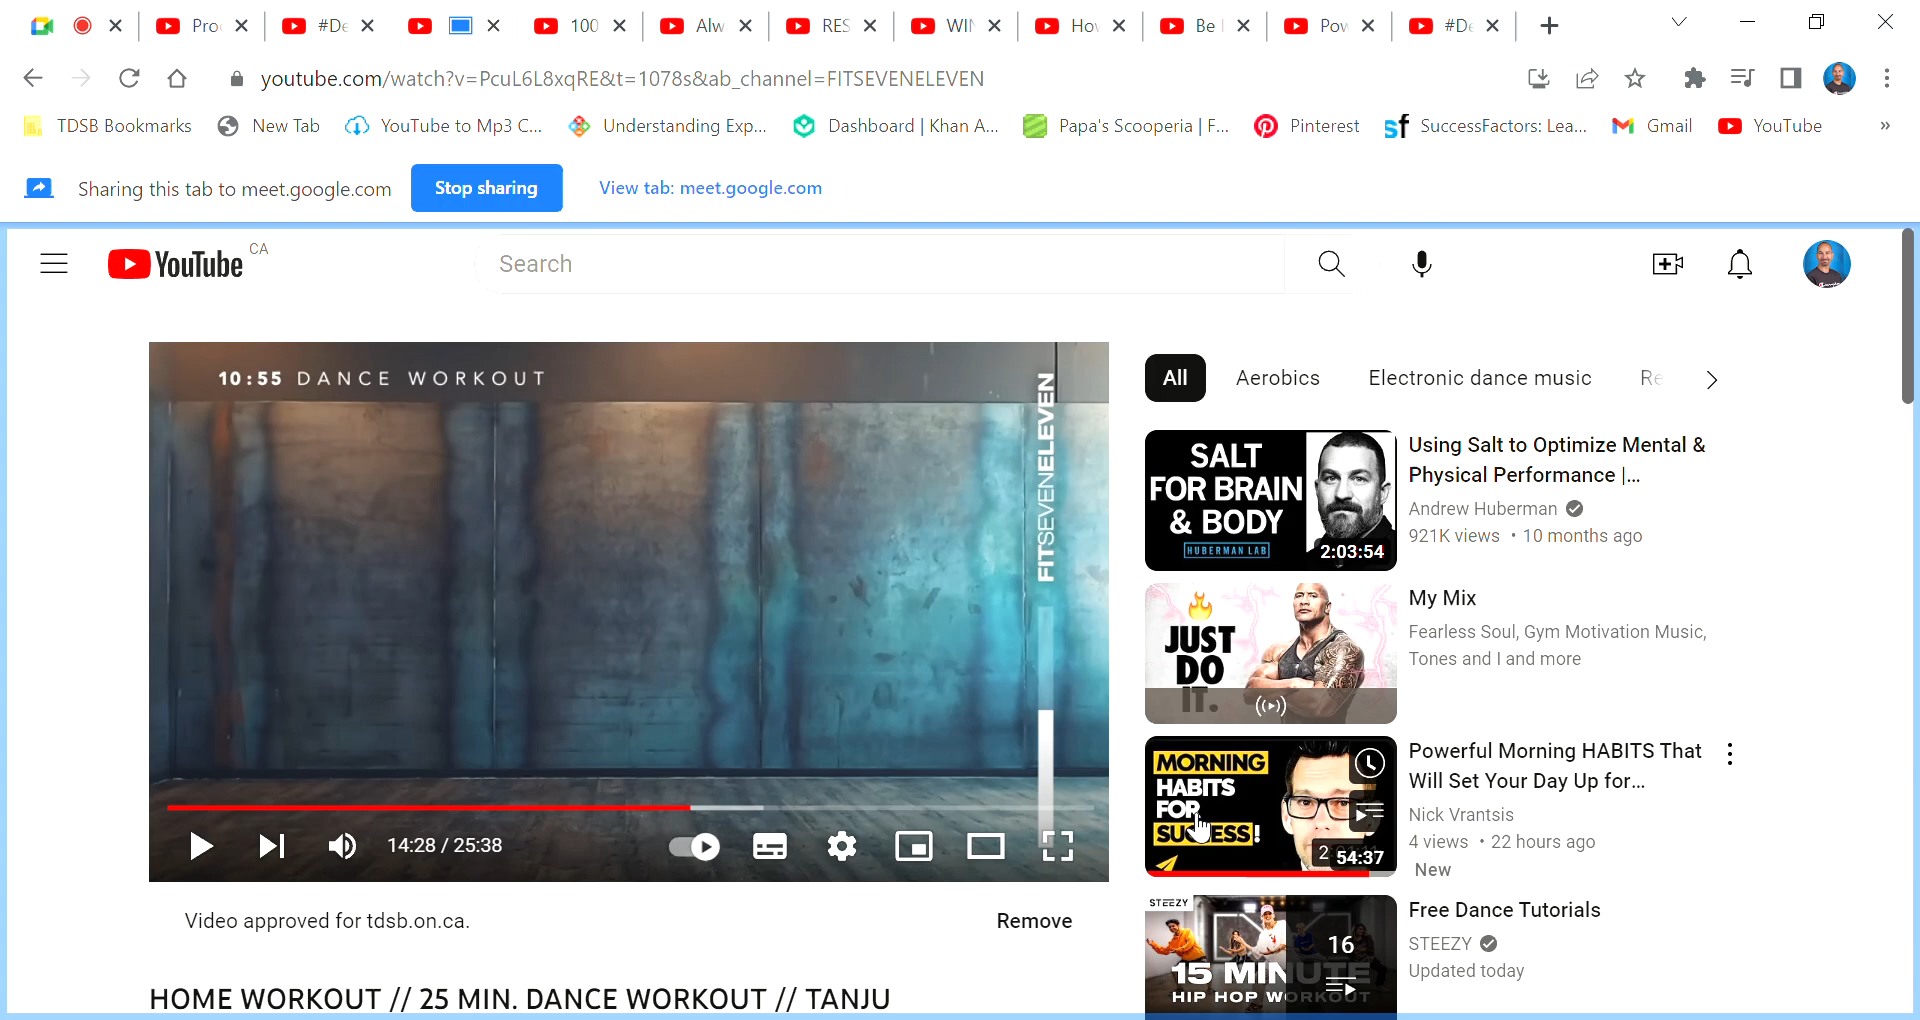 Pro
#De
100
Alw
RES
WIN
How
Be
Pow
#De
youtube.com/watch?v=PcuL6L8xqRE&t=1078s&ab_channel=FITSEVENELEVEN
TDSB Bookmarks
New Tab
YouTube to Mp3 C...
Understanding Exp...
Dashboard | Khan A...
Papa's Scooperia | F...
Pinterest
SuccessFactors: Lea...
Gmail
YouTube
»
Sharing this tab to meet.google.com
Stop sharing
View tab: meet.google.com
YouTube CA
Search
10:55 DANCE WORKOUT
FITSEVENELEVEN
14:28 / 25:38
Video approved for tdsb.on.ca.
Remove
HOME WORKOUT // 25 MIN. DANCE WORKOUT // TANJU
All
Aerobics
Electronic dance music
Re
SALT
FOR BRAIN
& BODY
HUBERMAN LAB
2:03:54
Using Salt to Optimize Mental &
Physical Performance |...
Andrew Huberman
921K views • 10 months ago
JUST
DO
IT.
My Mix
Fearless Soul, Gym Motivation Music,
Tones and I and more
MORNING
HABITS
FOR
SUCCESS!
54:37
Powerful Morning HABITS That
Will Set Your Day Up for...
Nick Vrantsis
4 views • 22 hours ago
New
STEEZY
16
15 MINUTE
HIP HOP WORKOUT
Free Dance Tutorials
STEEZY
Updated today